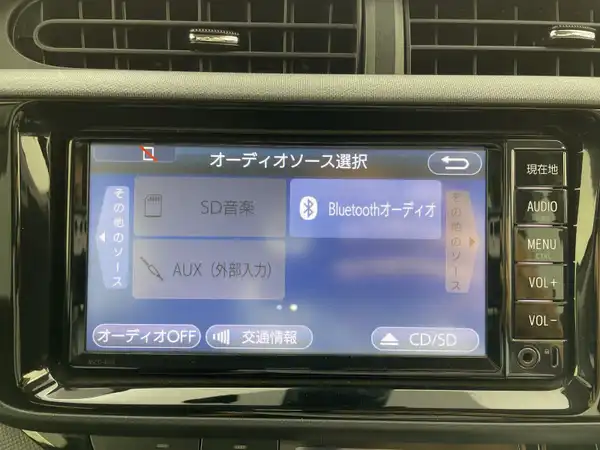 オーディオソース選択
現在地
その他のソース
SD音楽
Bluetoothオーディオ
その他のソース
AUDIO
AUX（外部入力）
MENU
VOL+
オーディオOFF
交通情報
CD/SD
VOL-